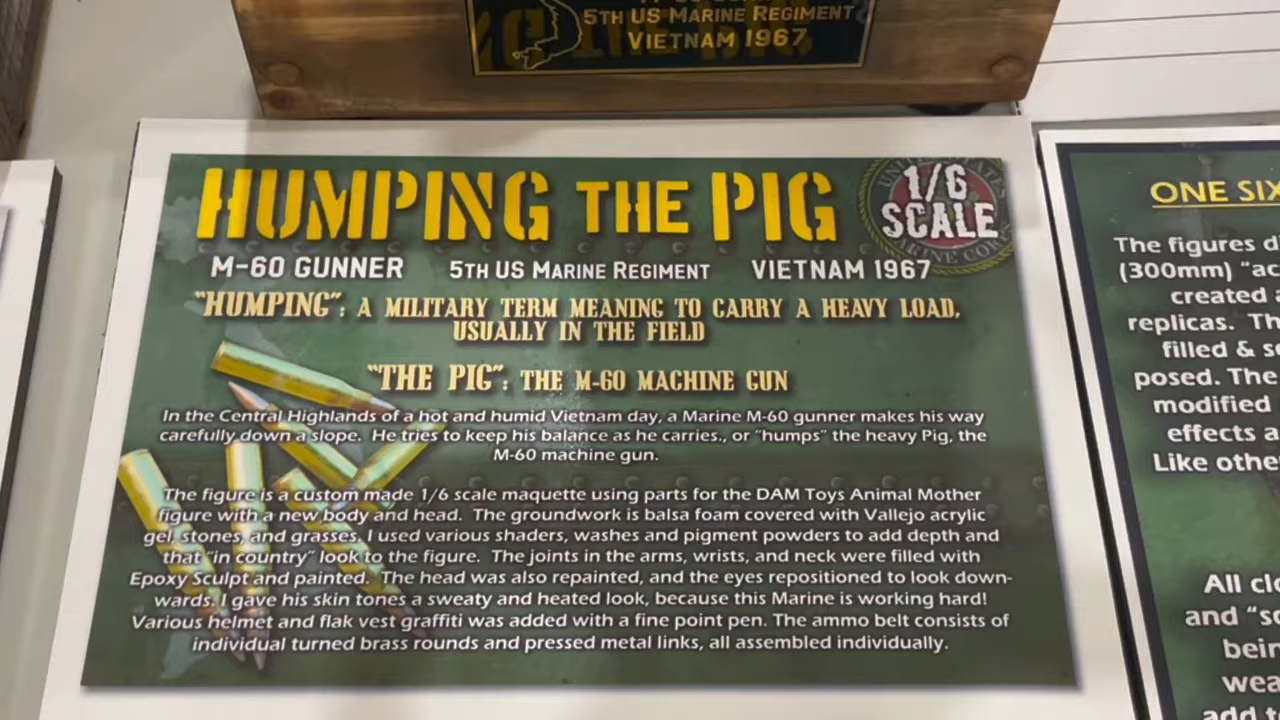 5TH US MARINE REGIMENT
VIETNAM 1967
HUMPING THE PIG
1/6
SCALE
M-60 GUNNER 5TH US MARINE REGIMENT VIETNAM 1967
"HUMPING": A MILITARY TERM MEANING TO CARRY A HEAVY LOAD,
USUALLY IN THE FIELD
"THE PIG": THE M-60 MACHINE GUN
In the Central Highlands of a hot and humid Vietnam day, a Marine M-60 gunner makes his way
carefully down a slope. He tries to keep his balance as he carries., or "humps" the heavy Pig, the
M-60 machine gun.
The figure is a custom made 1/6 scale maquette using parts for the DAM Toys Animal Mother
figure with a new body and head. The groundwork is balsa foam covered with Vallejo acrylic
gel, stones, and grasses. I used various shaders, washes and pigment powders to add depth and
that "in country" look to the figure. The joints in the arms, wrists, and neck were filled with
Epoxy Sculpt and painted. The head was also repainted, and the eyes repositioned to look down-
wards. I gave his skin tones a sweaty and heated look, because this Marine is working hard!
Various helmet and flak vest graffiti was added with a fine point pen. The ammo belt consists of
individual turned brass rounds and pressed metal links, all assembled individually.
ONE SIX
The figures d
(300mm) "ac
created
replicas. Th
filled & s
posed. The
modified
effects a
Like othe
All clo
and "s
bein
wea
add t